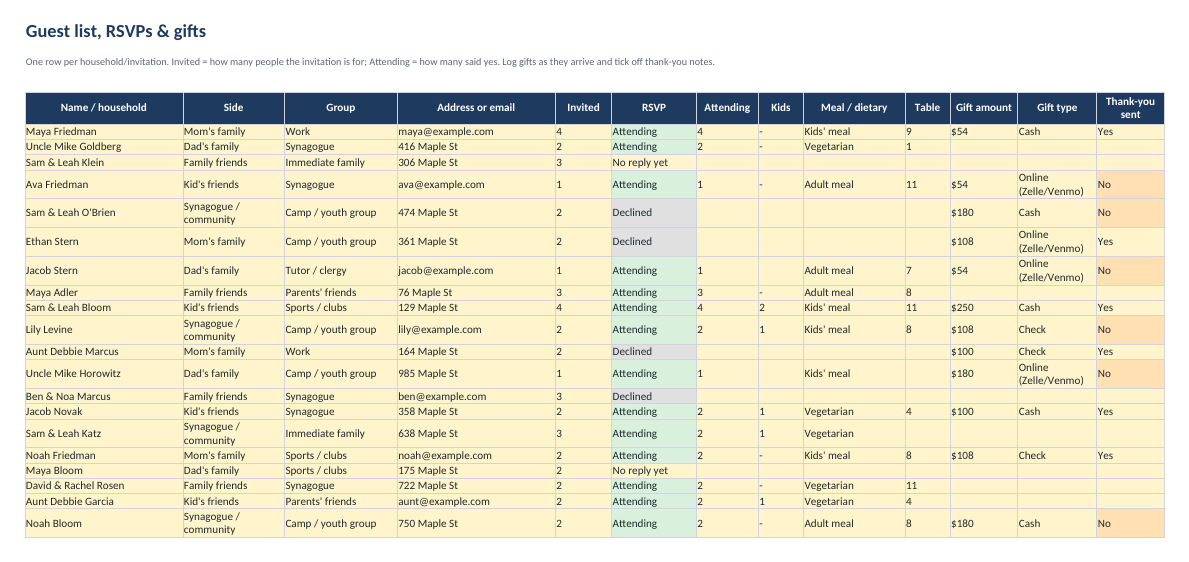 Guest list, RSVPs & gifts
One row per household/invitation. Invited = how many people the invitation is for; Attending = how many said yes. Log gifts as they arrive and tick off thank-you notes.
Name / household Side Group Address or email Invited RSVP Attending Kids Meal / dietary Table Gift amount Gift type Thank-you sent
Maya Friedman Mom's family Work maya@example.com 4 Attending 4 - Kids' meal 9 $54 Cash Yes
Uncle Mike Goldberg Dad's family Synagogue 416 Maple St 2 Attending 2 - Vegetarian 1
Sam & Leah Klein Family friends Immediate family 306 Maple St 3 No reply yet
Ava Friedman Kid's friends Synagogue ava@example.com 1 Attending 1 - Adult meal 11 $54 Online (Zelle/Venmo) No
Sam & Leah O'Brien Synagogue / community Camp / youth group 474 Maple St 2 Declined $180 Cash No
Ethan Stern Mom's family Camp / youth group 361 Maple St 2 Declined $108 Online (Zelle/Venmo) Yes
Jacob Stern Dad's family Tutor / clergy jacob@example.com 1 Attending 1 Adult meal 7 $54 Online (Zelle/Venmo) No
Maya Adler Family friends Parents' friends 76 Maple St 3 Attending 3 - Adult meal 8
Sam & Leah Bloom Kid's friends Sports / clubs 129 Maple St 4 Attending 4 2 Kids' meal 11 $250 Cash Yes
Lily Levine Synagogue / community Camp / youth group lily@example.com 2 Attending 2 1 Kids' meal 8 $108 Check No
Aunt Debbie Marcus Mom's family Work 164 Maple St 2 Declined $100 Check Yes
Uncle Mike Horowitz Dad's family Camp / youth group 985 Maple St 1 Attending 1 Kids' meal $180 Online (Zelle/Venmo) No
Ben & Noa Marcus Family friends Synagogue ben@example.com 3 Declined
Jacob Novak Kid's friends Synagogue 358 Maple St 2 Attending 2 1 Vegetarian 4 $100 Cash Yes
Sam & Leah Katz Synagogue / community Immediate family 638 Maple St 3 Attending 2 1 Vegetarian
Noah Friedman Mom's family Sports / clubs noah@example.com 2 Attending 2 - Kids' meal 8 $108 Check Yes
Maya Bloom Dad's family Sports / clubs 175 Maple St 2 No reply yet
David & Rachel Rosen Family friends Synagogue 722 Maple St 2 Attending 2 - Vegetarian 11
Aunt Debbie Garcia Kid's friends Parents' friends aunt@example.com 2 Attending 2 1 Vegetarian 4
Noah Bloom Synagogue / community Camp / youth group 750 Maple St 2 Attending 2 - Adult meal 8 $180 Cash No